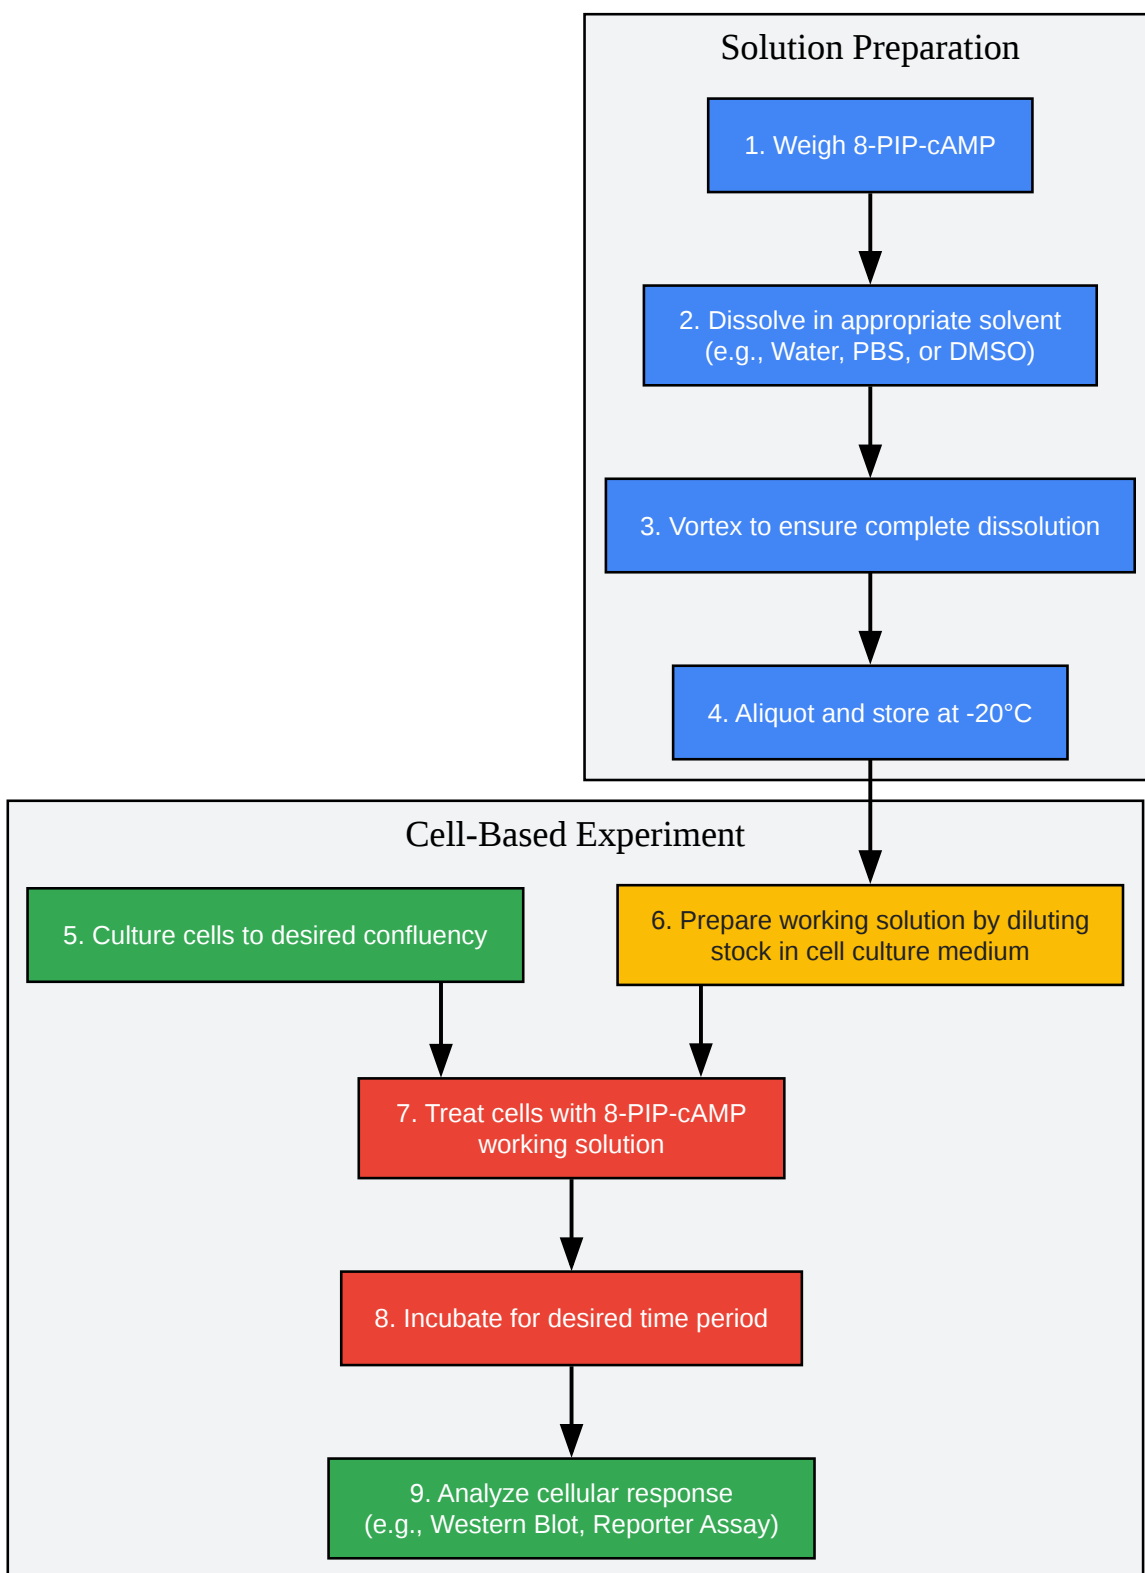 Solution Preparation
1. Weigh 8-PIP-cAMP
2. Dissolve in appropriate solvent
(e.g., Water, PBS, or DMSO)
3. Vortex to ensure complete dissolution
4. Aliquot and store at -20°C
Cell-Based Experiment
5. Culture cells to desired confluency
6. Prepare working solution by diluting
stock in cell culture medium
7. Treat cells with 8-PIP-cAMP
working solution
8. Incubate for desired time period
9. Analyze cellular response
(e.g., Western Blot, Reporter Assay)